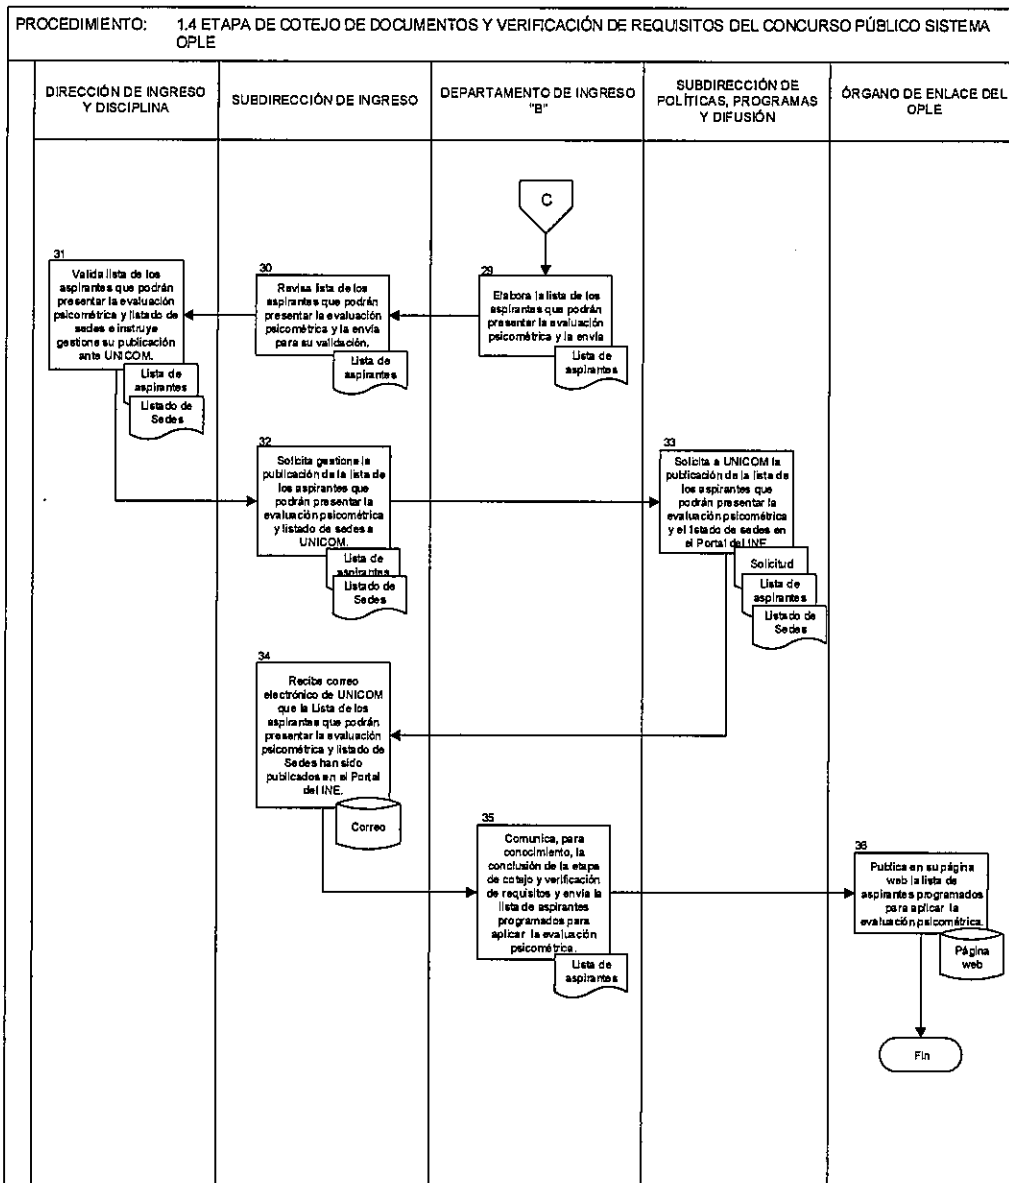 PROCEDIMIENTO: 1.4 ETAPA DE COTEJO DE DOCUMENTOS Y VERIFICACIÓN DE REQUISITOS DEL CONCURSO PÚBLICO SISTEMA
OPLE
DIRECCIÓN DE INGRESO
Y DISCIPLINA
SUBDIRECCIÓN DE INGRESO
DEPARTAMENTO DE INGRESO
"B"
SUBDIRECCIÓN DE
POLÍTICAS, PROGRAMAS
Y DIFUSIÓN
ÓRGANO DE ENLACE DEL
OPLE
C
29
Elabora la lista de los
aspirantes que podrán
presentar la evaluación
psicométrica y la envía
Lista de
aspirantes
30
Revisa lista de los
aspirantes que podrán
presentar la evaluación
psicométrica y la envía
para su validación.
Lista de
aspirantes
31
Valida lista de los
aspirantes que podrán
presentar la evaluación
psicométrica y listado de
sedes e instruye
gestione su publicación
ante UNICOM.
Lista de
aspirantes
Listado de
Sedes
32
Solicita gestione la
publicación de la lista de
los aspirantes que
podrán presentar la
evaluación psicométrica
y listado de sedes a
UNICOM.
Lista de
aspirantes
Listado de
Sedes
33
Solicita a UNICOM la
publicación de la lista de
los aspirantes que
podrán presentar la
evaluación psicométrica
y el listado de sedes en
el Portal del INE
Solicitud
Lista de
aspirantes
Listado de
Sedes
34
Recibe correo
electrónico de UNICOM
que la Lista de los
aspirantes que podrán
presentar la evaluación
psicométrica y listado de
Sedes han sido
publicados en el Portal
del INE.
Correo
35
Comunica, para
conocimiento, la
conclusión de la etapa
de cotejo y verificación
de requisitos y envía la
lista de aspirantes
programados para
aplicar la evaluación
psicométrica.
Lista de
aspirantes
36
Publica en su página
web la lista de
aspirantes programados
para aplicar la
evaluación psicométrica.
Página
web
Fin